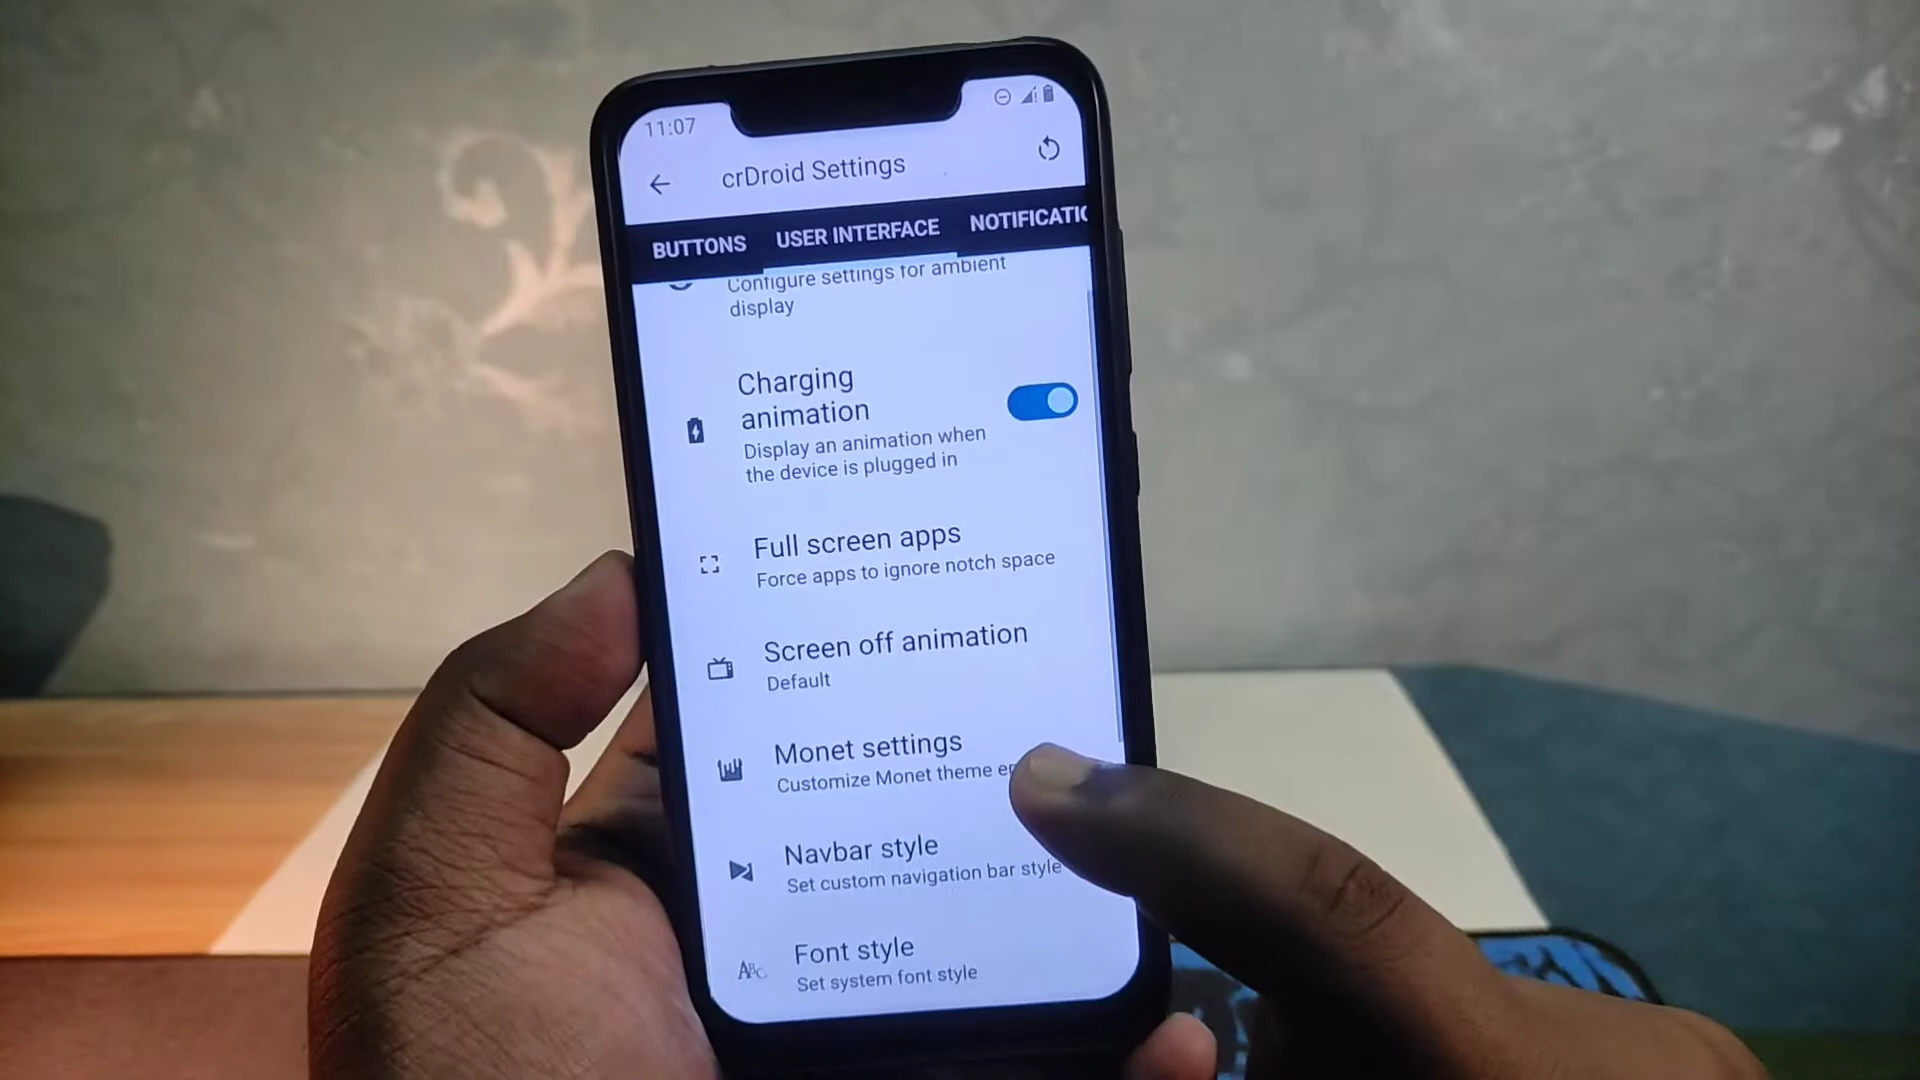 11:07
crDroid Settings
BUTTONS USER INTERFACE NOTIFICATIO
Configure settings for ambient
display
Charging
animation
Display an animation when
the device is plugged in
Full screen apps
Force apps to ignore notch space
Screen off animation
Default
Monet settings
Customize Monet theme
Navbar style
Set custom navigation bar style
ABC
Font style
Set system font style